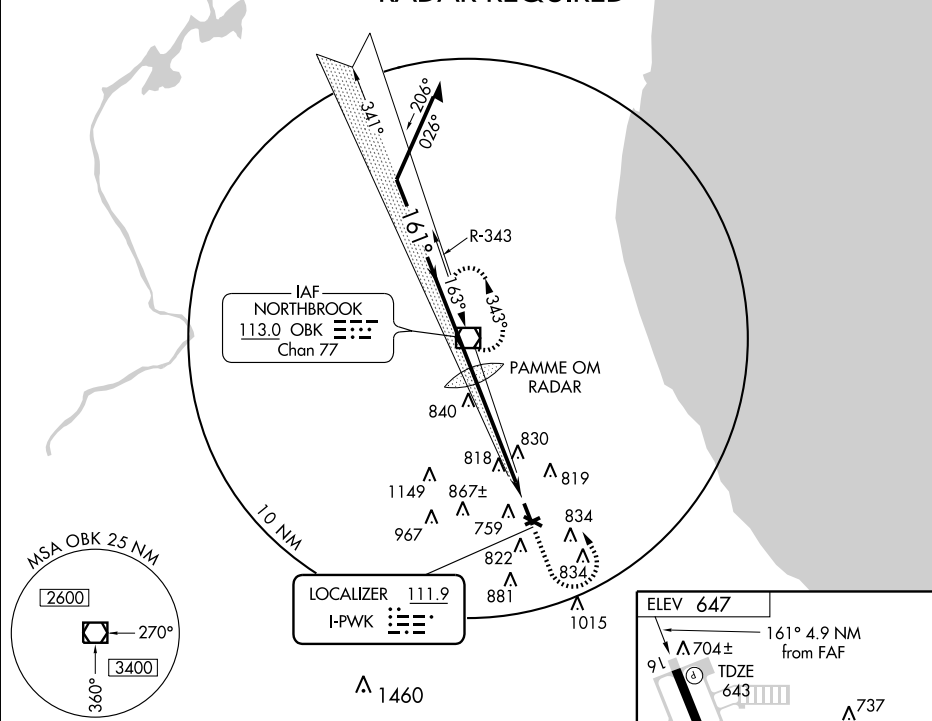 RADAR REQUIRED
341°
206°
026°
161°
R-343
163°
343°
IAF
NORTHBROOK
113.0 OBK
Chan 77
PAMME OM
RADAR
840
830
818
819
1149
867±
759
967
834
822
834
881
10 NM
1015
LOCALIZER 111.9
I-PWK
MSA OBK 25 NM
2600
270°
3400
360°
1460
ELEV 647
161° 4.9 NM
from FAF
704±
16
P
TDZE
643
737